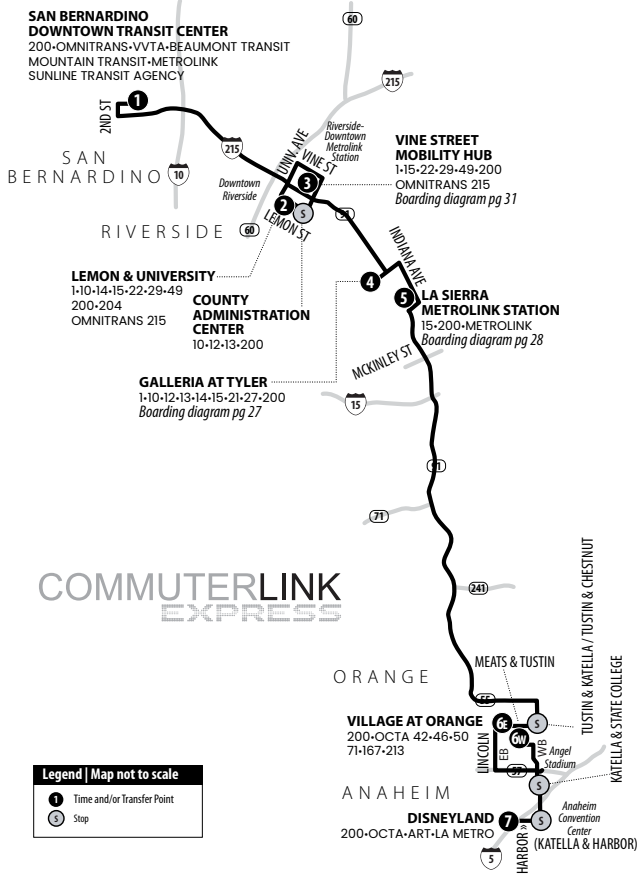 SAN BERNARDINO
DOWNTOWN TRANSIT CENTER
200•OMNITRANS•VVTA•BEAUMONT TRANSIT
MOUNTAIN TRANSIT•METROLINK
SUNLINE TRANSIT AGENCY
60
215
1
2ND ST
SAN
BERNARDINO
10
215
UNIV. AVE
VINE ST
Riverside-
Downtown
Metrolink
Station
3
VINE STREET
MOBILITY HUB
1•15•22•29•49•200
OMNITRANS 215
Boarding diagram pg 31
Downtown
Riverside
2
S
LEMON ST
91
RIVERSIDE
60
INDIANA AVE
LEMON & UNIVERSITY
1•10•14•15•22•29•49
200•204
OMNITRANS 215
COUNTY
ADMINISTRATION
CENTER
10•12•13•200
4
5
LA SIERRA
METROLINK STATION
15•200•METROLINK
Boarding diagram pg 28
MCKINLEY ST
GALLERIA AT TYLER
1•10•12•13•14•15•21•27•200
Boarding diagram pg 27
15
91
71
COMMUTERLINK
EXPRESS
241
ORANGE
MEATS & TUSTIN
TUSTIN & KATELLA / TUSTIN & CHESTNUT
KATELLA & STATE COLLEGE
55
VILLAGE AT ORANGE
200•OCTA 42•46•50
71•167•213
6E
6W
S
LINCOLN
EB
WB
Angel
Stadium
57
S
Legend | Map not to scale
1 Time and/or Transfer Point
S Stop
ANAHEIM
DISNEYLAND
200•OCTA•ART•LA METRO
7
S
Anaheim
Convention
Center
(KATELLA & HARBOR)
HARBOR »
5